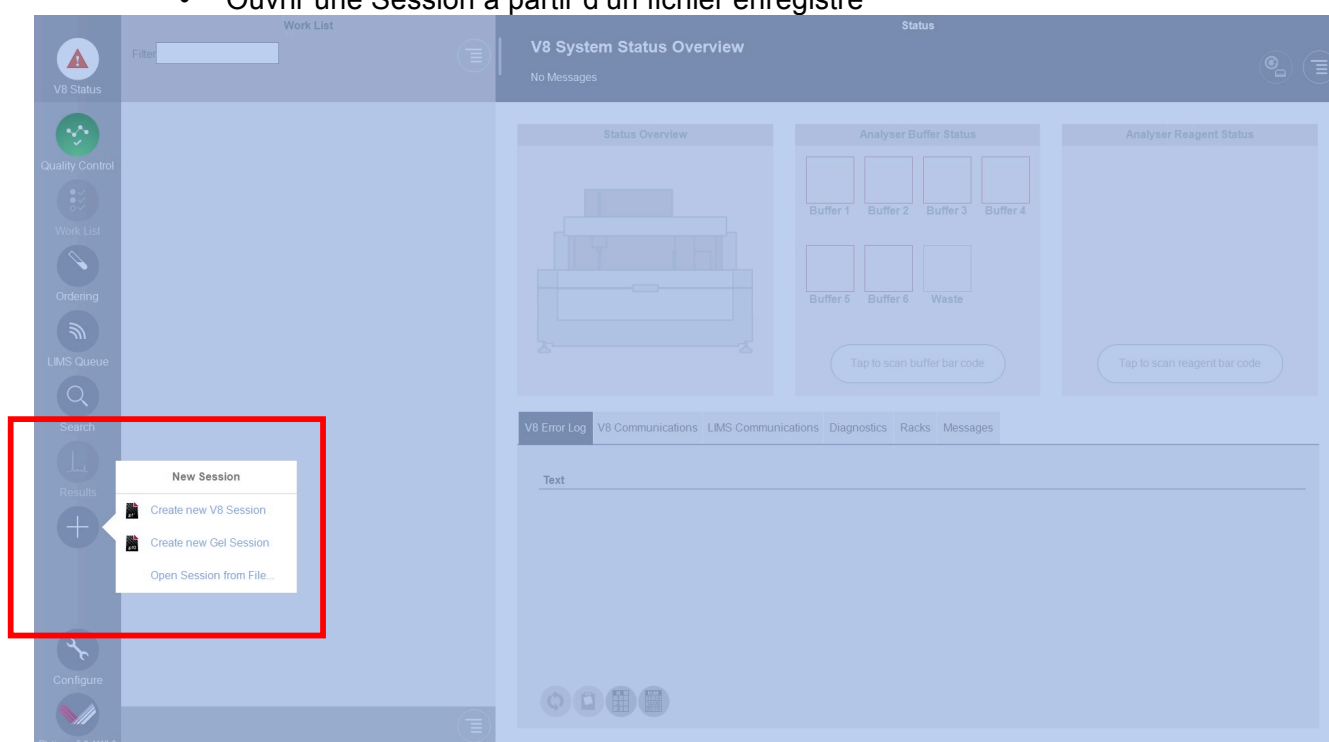 • Ouvrir une Session à partir d'un fichier enregistré
Work List
Status
Filter
V8 System Status Overview
No Messages
V8 Status
Quality Control
Work List
Ordering
LIMS Queue
Search
Results
Configure
New Session
Create new V8 Session
Create new Gel Session
Open Session from File...
Status Overview
Analyser Buffer Status
Analyser Reagent Status
Buffer 1 Buffer 2 Buffer 3 Buffer 4
Buffer 5 Buffer 6 Waste
Tap to scan buffer bar code
Tap to scan reagent bar code
V8 Error Log V8 Communications LIMS Communications Diagnostics Racks Messages
Text